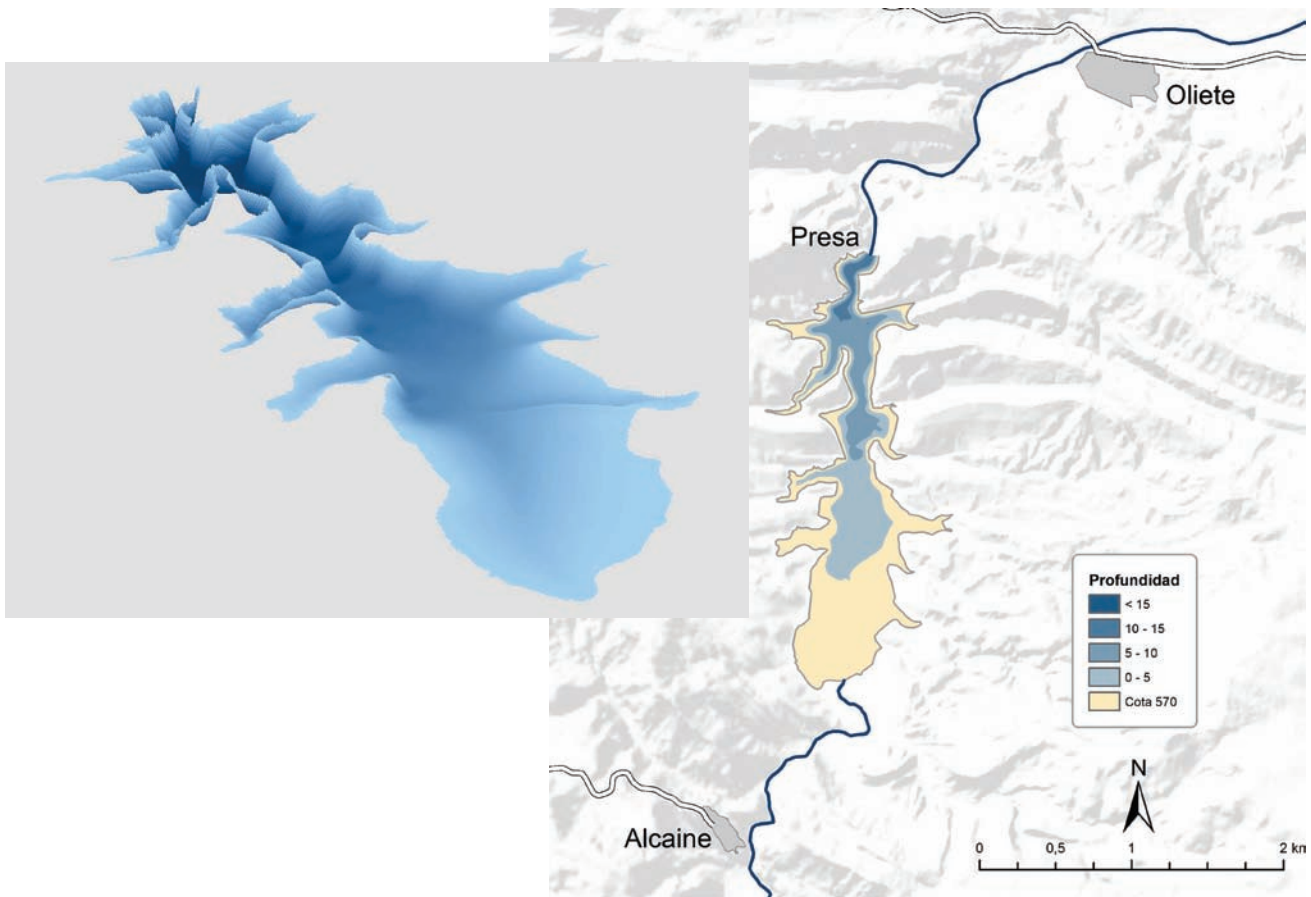 Oliete
Presa
Profundidad
< 15
10 - 15
5 - 10
0 - 5
Cota 570
N
Alcaine
0 0,5 1 2 km